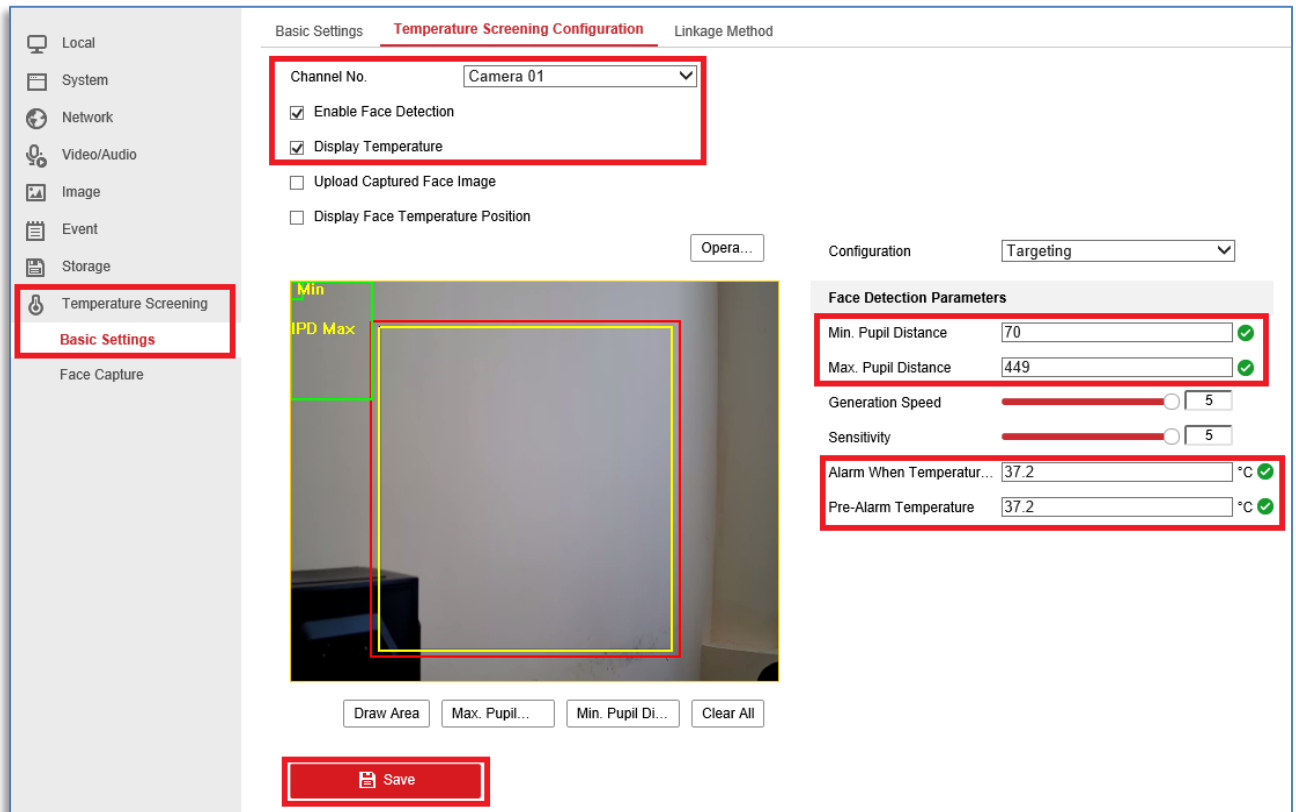 Local
System
Network
Video/Audio
Image
Event
Storage
Temperature Screening
Basic Settings
Face Capture
Basic Settings Temperature Screening Configuration Linkage Method
Channel No. Camera 01
Enable Face Detection
Display Temperature
Upload Captured Face Image
Display Face Temperature Position
Opera...
Min
IPD Max
Draw Area Max. Pupil... Min. Pupil Di... Clear All
Save
Configuration Targeting
Face Detection Parameters
Min. Pupil Distance 70
Max. Pupil Distance 449
Generation Speed 5
Sensitivity 5
Alarm When Temperatur... 37.2 °C
Pre-Alarm Temperature 37.2 °C